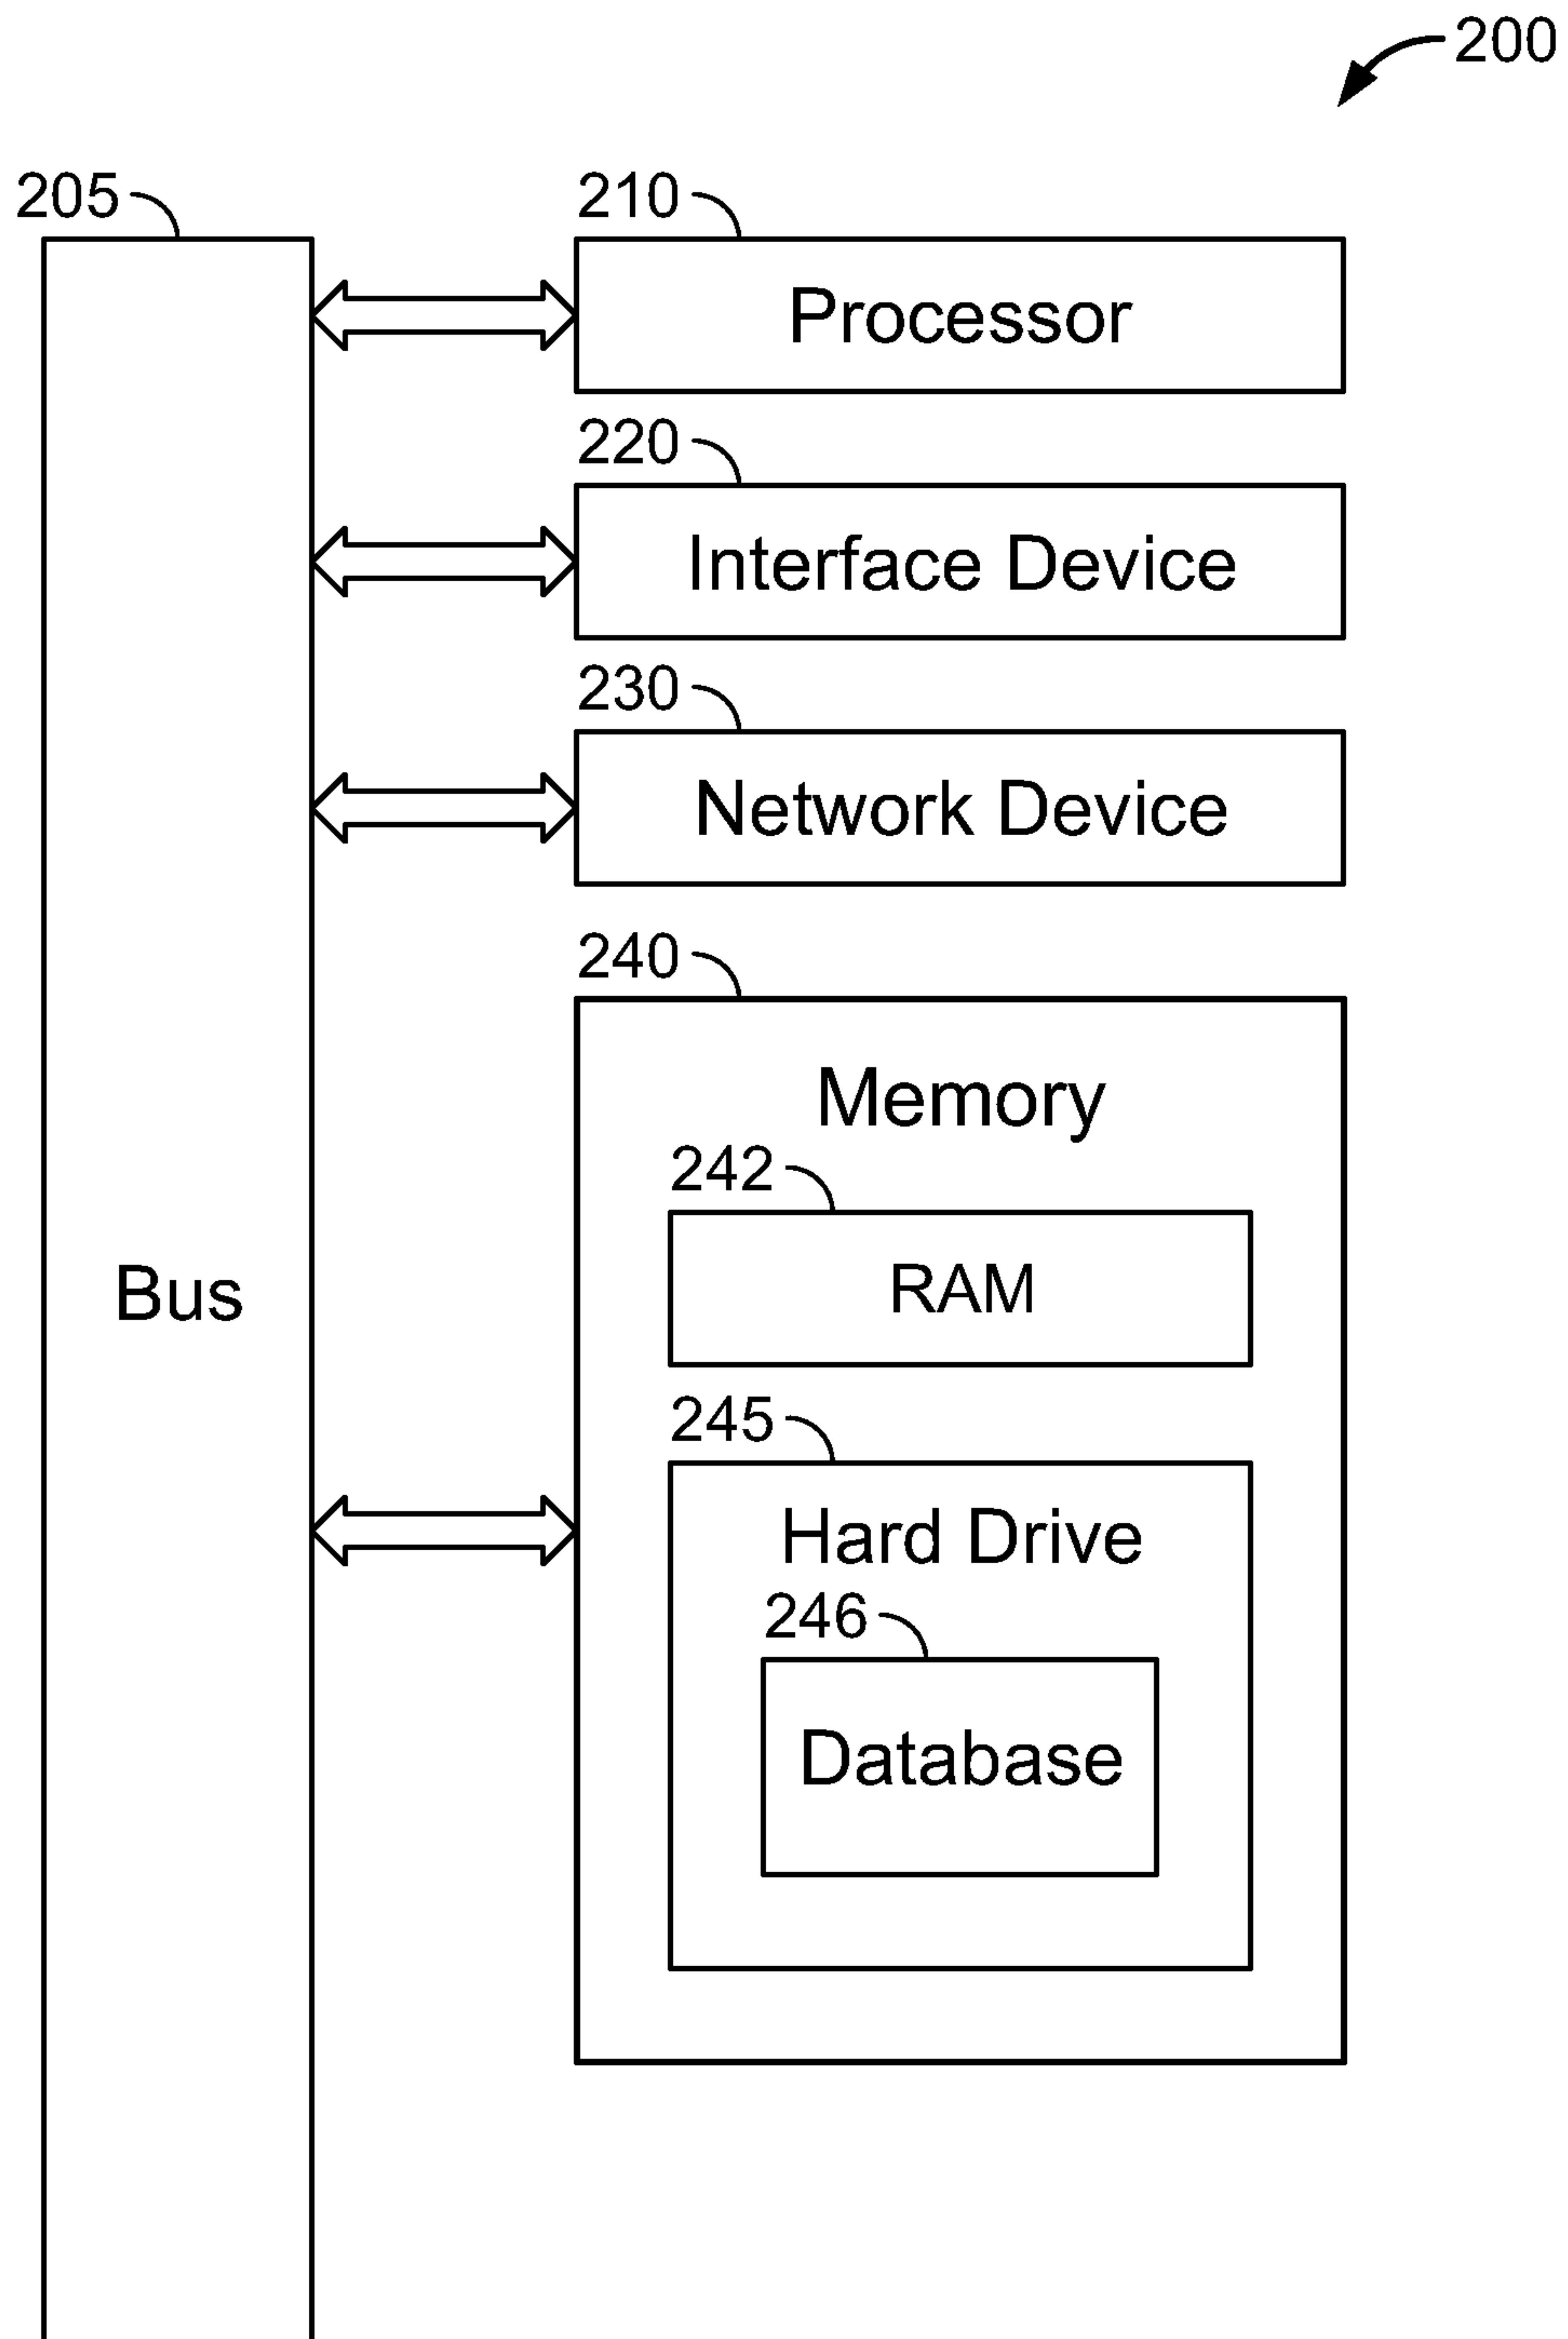 200
205
210
Processor
220
Interface Device
230
Network Device
240
Memory
242
RAM
Bus
245
Hard Drive
246
Database